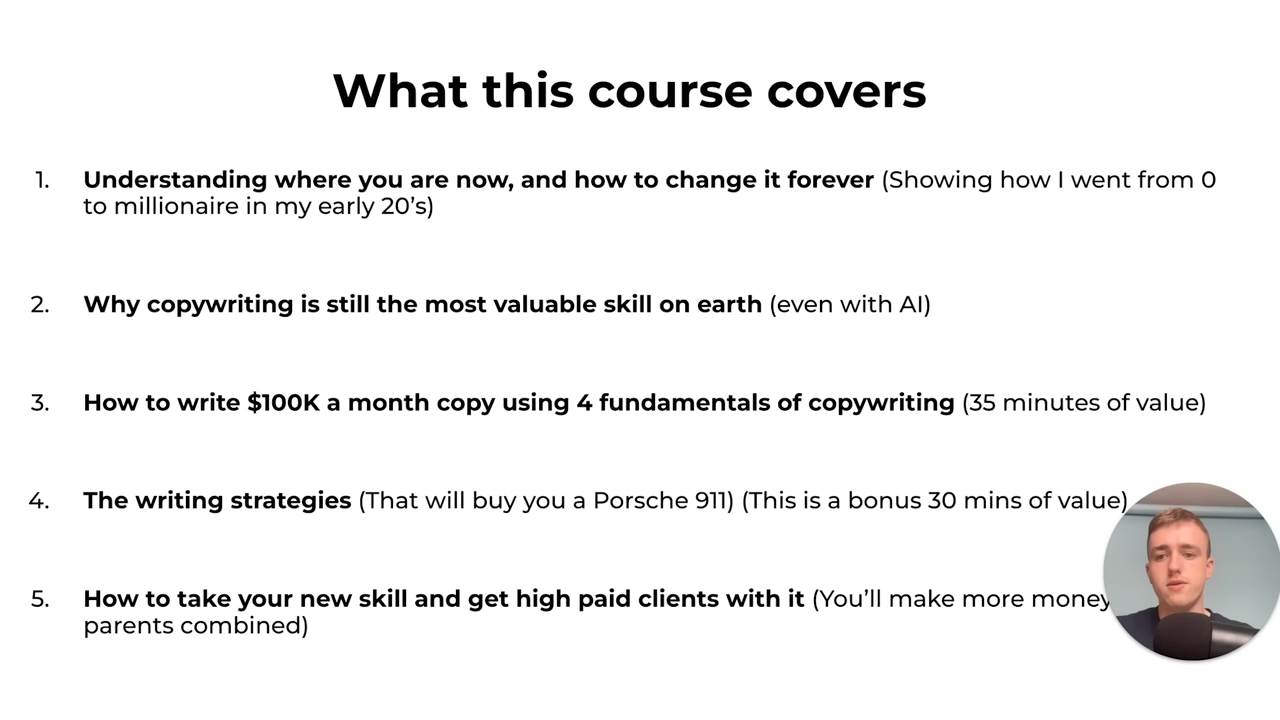 What this course covers
1. Understanding where you are now, and how to change it forever (Showing how I went from 0
to millionaire in my early 20's)
2. Why copywriting is still the most valuable skill on earth (even with AI)
3. How to write $100K a month copy using 4 fundamentals of copywriting (35 minutes of value)
4. The writing strategies (That will buy you a Porsche 911) (This is a bonus 30 mins of value)
5. How to take your new skill and get high paid clients with it (You'll make more money
parents combined)